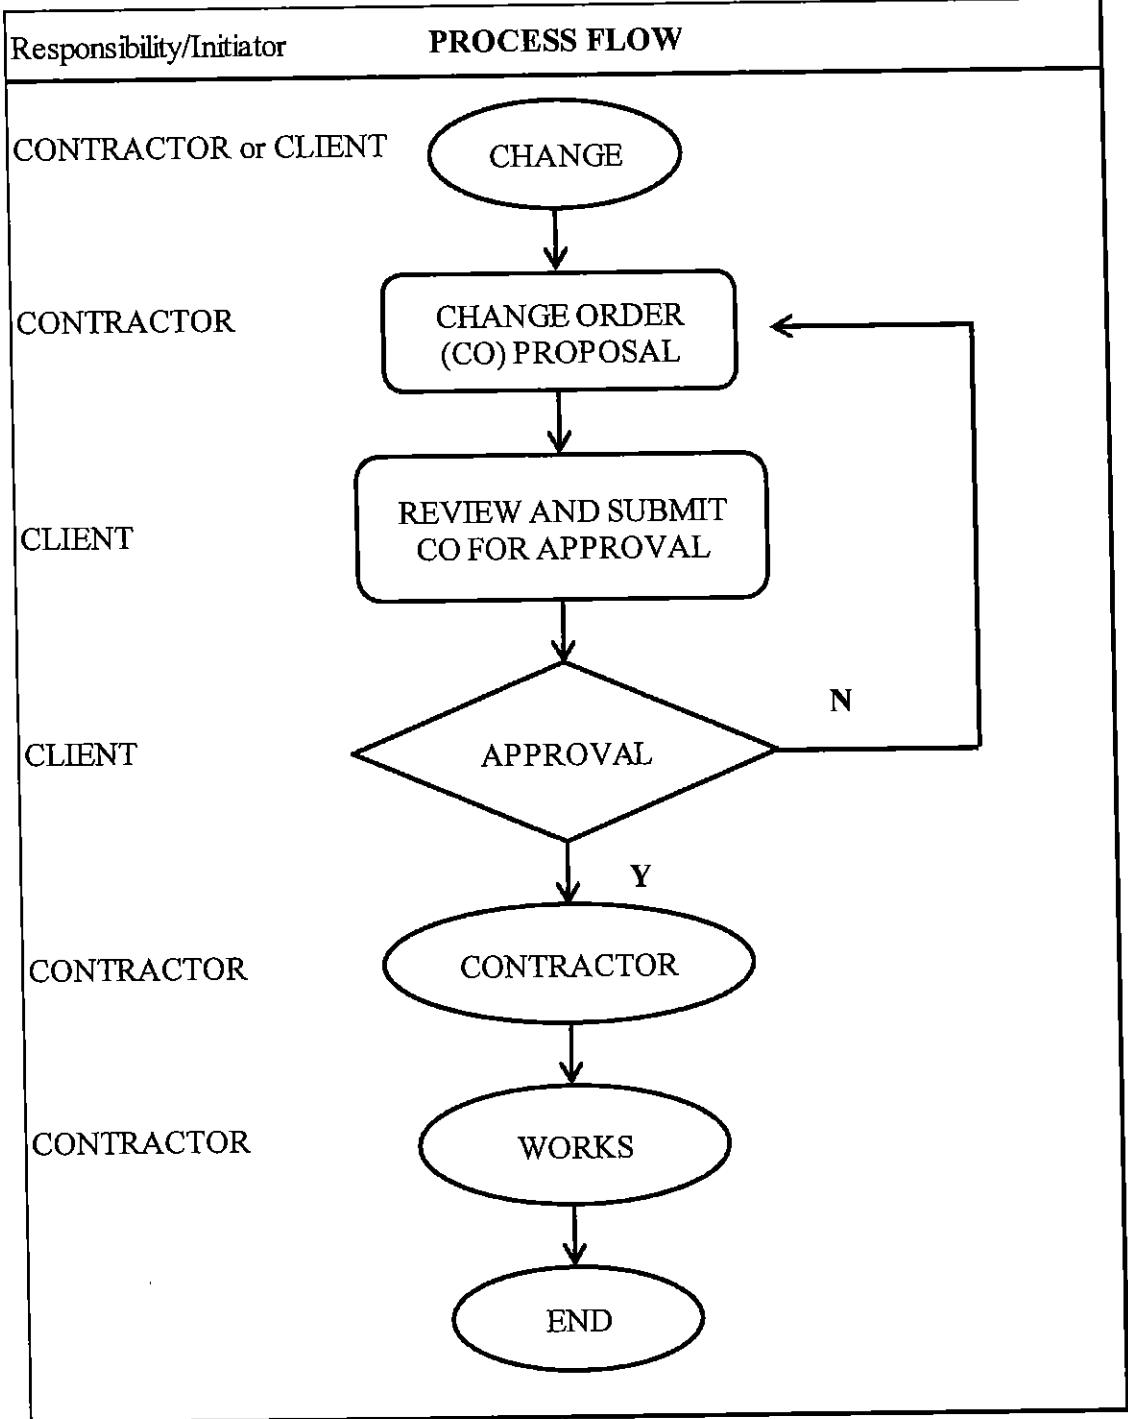 Responsibility/Initiator PROCESS FLOW
CONTRACTOR or CLIENT CHANGE
CONTRACTOR CHANGE ORDER
(CO) PROPOSAL
CLIENT REVIEW AND SUBMIT
CO FOR APPROVAL
N
CLIENT APPROVAL
Y
CONTRACTOR CONTRACTOR
CONTRACTOR WORKS
END